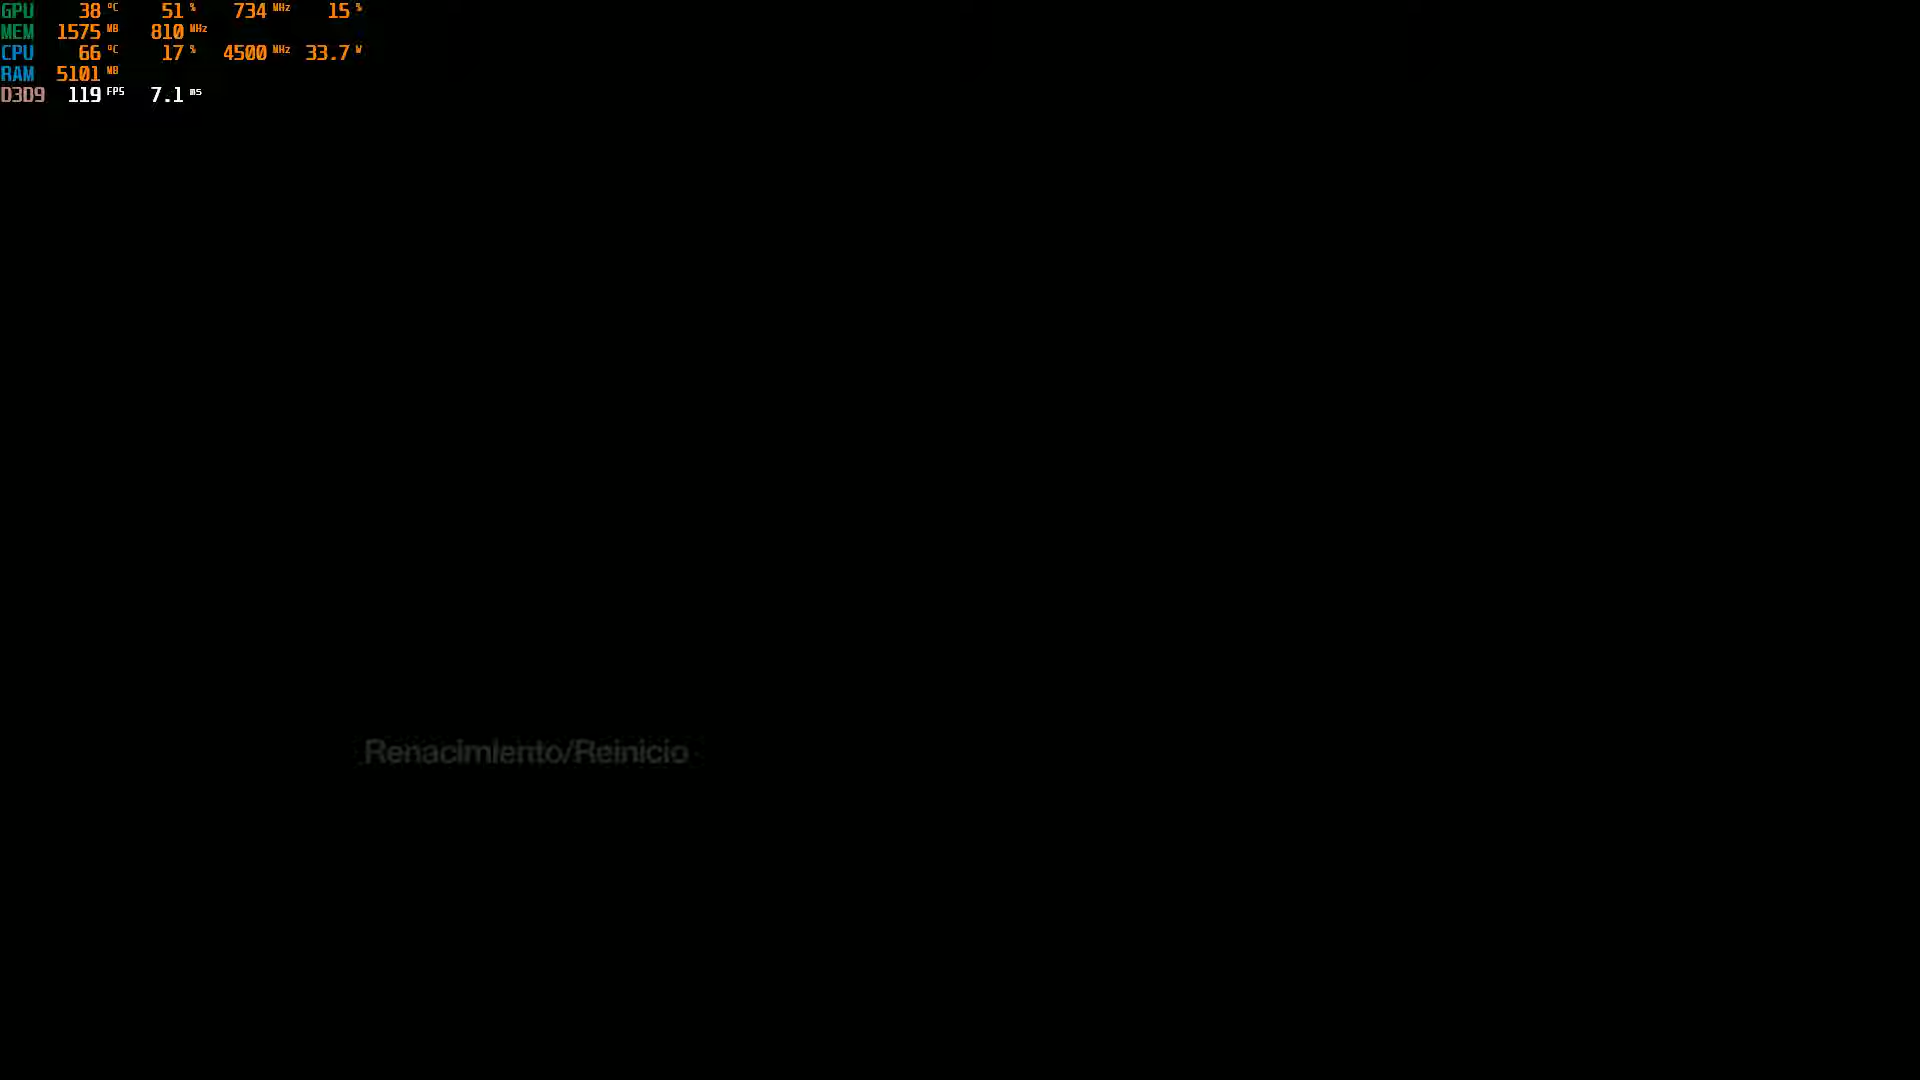 GPU 38 °C 51 % 734 MHz 15 %
MEM 1575 MB 810 MHz
CPU 66 °C 17 % 4500 MHz 33.7 W
RAM 5101 MB
D3D9 119 FPS 7.1 ms
Renacimiento/Reinicio